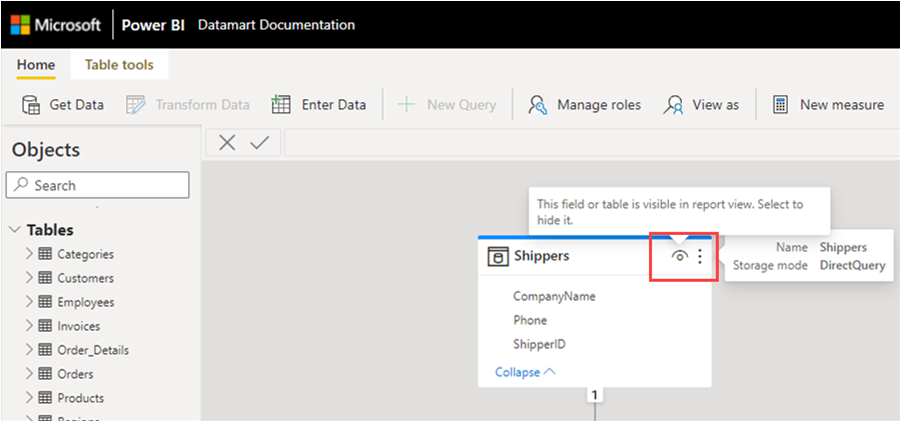 Microsoft Power BI Datamart Documentation
Home Table tools
Get Data Transform Data Enter Data New Query Manage roles View as New measure
Objects
Search
Tables
Categories
Customers
Employees
Invoices
Order_Details
Orders
Products
This field or table is visible in report view. Select to
hide it.
Shippers
Name Shippers
Storage mode DirectQuery
CompanyName
Phone
ShipperID
Collapse
1